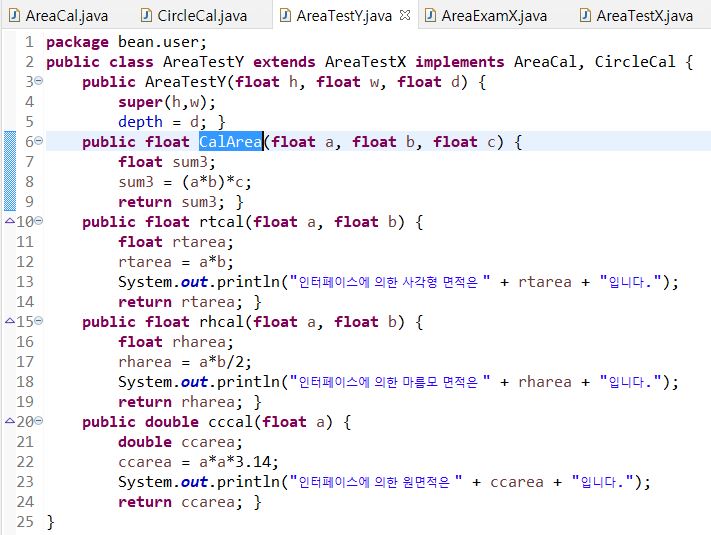 AreaCal.java CircleCal.java AreaTestY.java AreaExamX.java AreaTestX.java
1 package bean.user;
2 public class AreaTestY extends AreaTestX implements AreaCal, CircleCal {
3 public AreaTestY(float h, float w, float d) {
4 super(h,w);
5 depth = d; }
6 public float CalArea(float a, float b, float c) {
7 float sum3;
8 sum3 = (a*b)*c;
9 return sum3; }
10 public float rtcal(float a, float b) {
11 float rtarea;
12 rtarea = a*b;
13 System.out.println("인터페이스에 의한 사각형 면적은 " + rtarea + "입니다.");
14 return rtarea; }
15 public float rhcal(float a, float b) {
16 float rharea;
17 rharea = a*b/2;
18 System.out.println("인터페이스에 의한 마름모 면적은 " + rharea + "입니다.");
19 return rharea; }
20 public double cccal(float a) {
21 double ccarea;
22 ccarea = a*a*3.14;
23 System.out.println("인터페이스에 의한 원면적은 " + ccarea + "입니다.");
24 return ccarea; }
25 }